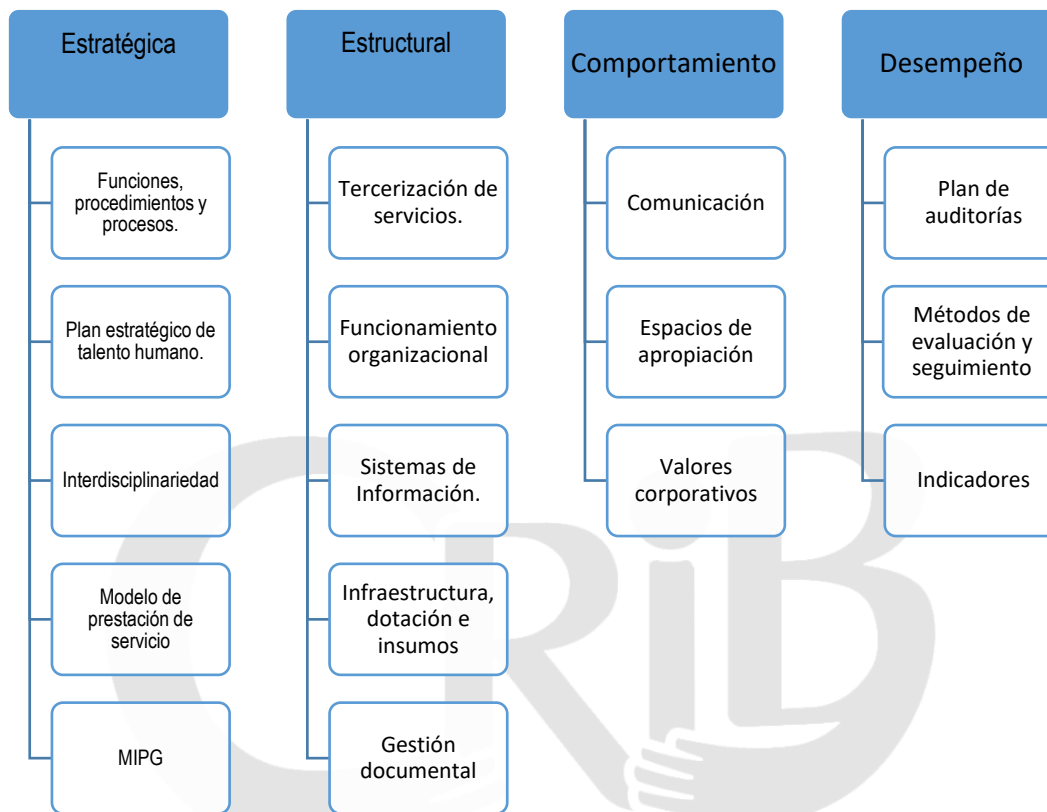 Estratégica
Funciones,
procedimientos y
procesos.
Plan estratégico de
talento humano.
Interdisciplinariedad
Modelo de
prestación de
servicio
MIPG
Estructural
Tercerización de
servicios.
Funcionamiento
organizacional
Sistemas de
Información.
Infraestructura,
dotación e
insumos
Gestión
documental
Comportamiento
Comunicación
Espacios de
apropiación
Valores
corporativos
Desempeño
Plan de
auditorías
Métodos de
evaluación y
seguimiento
Indicadores
CRiB